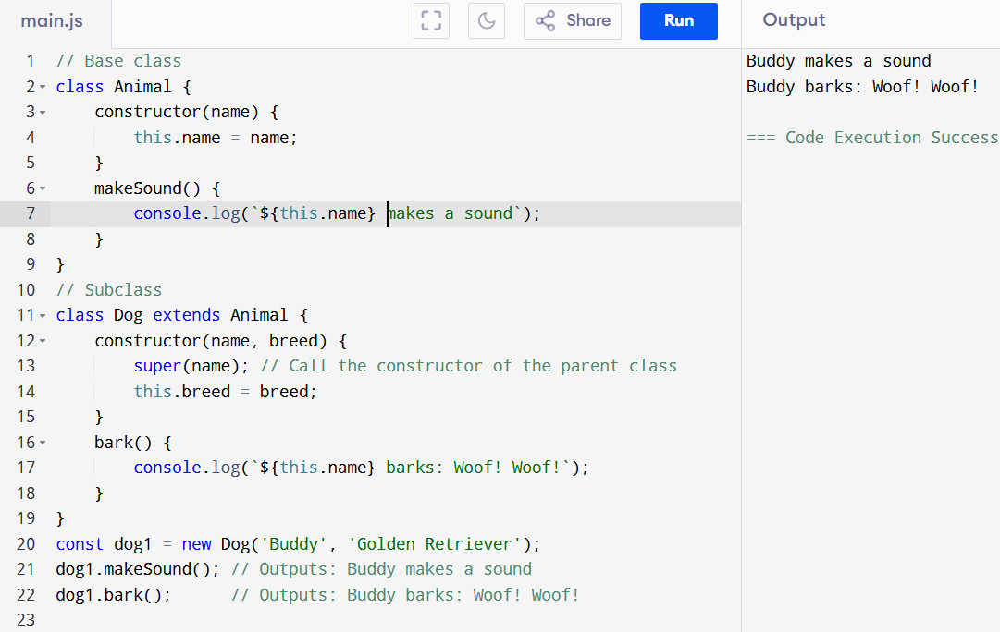 main.js
Share
Run
Output
1 // Base class
2 class Animal {
3     constructor(name) {
4         this.name = name;
5     }
6     makeSound() {
7         console.log(`${this.name} makes a sound`);
8     }
9 }
10 // Subclass
11 class Dog extends Animal {
12     constructor(name, breed) {
13         super(name); // Call the constructor of the parent class
14         this.breed = breed;
15     }
16     bark() {
17         console.log(`${this.name} barks: Woof! Woof!`);
18     }
19 }
20 const dog1 = new Dog('Buddy', 'Golden Retriever');
21 dog1.makeSound(); // Outputs: Buddy makes a sound
22 dog1.bark();      // Outputs: Buddy barks: Woof! Woof!
23
Buddy makes a sound
Buddy barks: Woof! Woof!
=== Code Execution Success